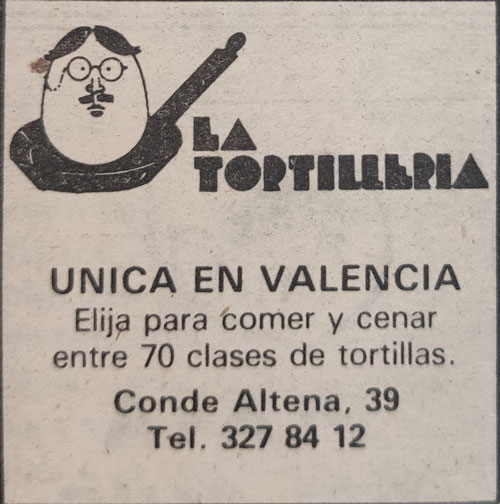 LA
TORTILLERIA
UNICA EN VALENCIA
Elija para comer y cenar
entre 70 clases de tortillas.
Conde Altena, 39
Tel. 327 84 12